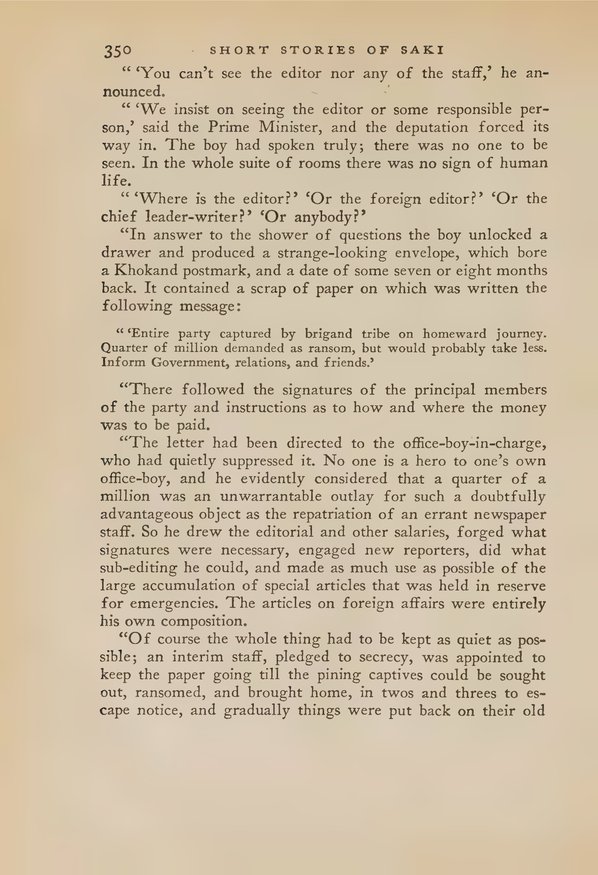 350 SHORT STORIES OF SAKI
“ ‘You can’t see the editor nor any of the staff,’ he an-
nounced.
“ ‘We insist on seeing the editor or some responsible per-
son,’ said the Prime Minister, and the deputation forced its
way in. The boy had spoken truly; there was no one to be
seen. In the whole suite of rooms there was no sign of human
life.
“ ‘Where is the editor?’ ‘Or the foreign editor?’ ‘Or the
chief leader-writer?’ ‘Or anybody?’
“In answer to the shower of questions the boy unlocked a
drawer and produced a strange-looking envelope, which bore
a Khokand postmark, and a date of some seven or eight months
back. It contained a scrap of paper on which was written the
following message:
“ ‘Entire party captured by brigand tribe on homeward journey.
Quarter of million demanded as ransom, but would probably take less.
Inform Government, relations, and friends.’
“There followed the signatures of the principal members
of the party and instructions as to how and where the money
was to be paid.
“The letter had been directed to the office-boy-in-charge,
who had quietly suppressed it. No one is a hero to one’s own
office-boy, and he evidently considered that a quarter of a
million was an unwarrantable outlay for such a doubtfully
advantageous object as the repatriation of an errant newspaper
staff. So he drew the editorial and other salaries, forged what
signatures were necessary, engaged new reporters, did what
sub-editing he could, and made as much use as possible of the
large accumulation of special articles that was held in reserve
for emergencies. The articles on foreign affairs were entirely
his own composition.
“Of course the whole thing had to be kept as quiet as pos-
sible; an interim staff, pledged to secrecy, was appointed to
keep the paper going till the pining captives could be sought
out, ransomed, and brought home, in twos and threes to es-
cape notice, and gradually things were put back on their old